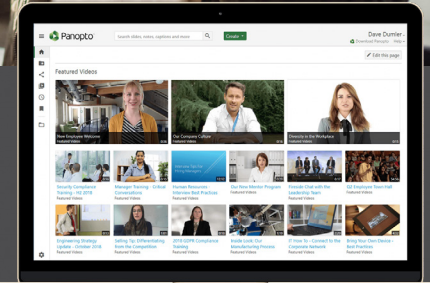 Panopto
Search slides, notes, captions and more
Create
Dave Dumler
Download Panopto Help
Edit this page
Featured Videos
New Employee Welcome
Featured Videos
Our Company Culture
Featured Videos
Diversity in the Workplace
Featured Videos
Security Compliance
Training - H2 2018
Featured Videos
Manager Training - Critical
Conversations
Featured Videos
Human Resources -
Interview Best Practices
Featured Videos
Our New Mentor Program
Featured Videos
Fireside Chat with the
Leadership Team
Featured Videos
Q2 Employee Town-Hall
Featured Videos
Engineering Strategy
Update - October 2018
Featured Videos
Selling Tip: Differentiating
from the Competition
Featured Videos
2018 GDPR Compliance
Training
Featured Videos
Inside Look: Our
Manufacturing Process
Featured Videos
IT How To - Connect to the
Corporate Network
Featured Videos
Bring Your Own Device -
Best Practices
Featured Videos